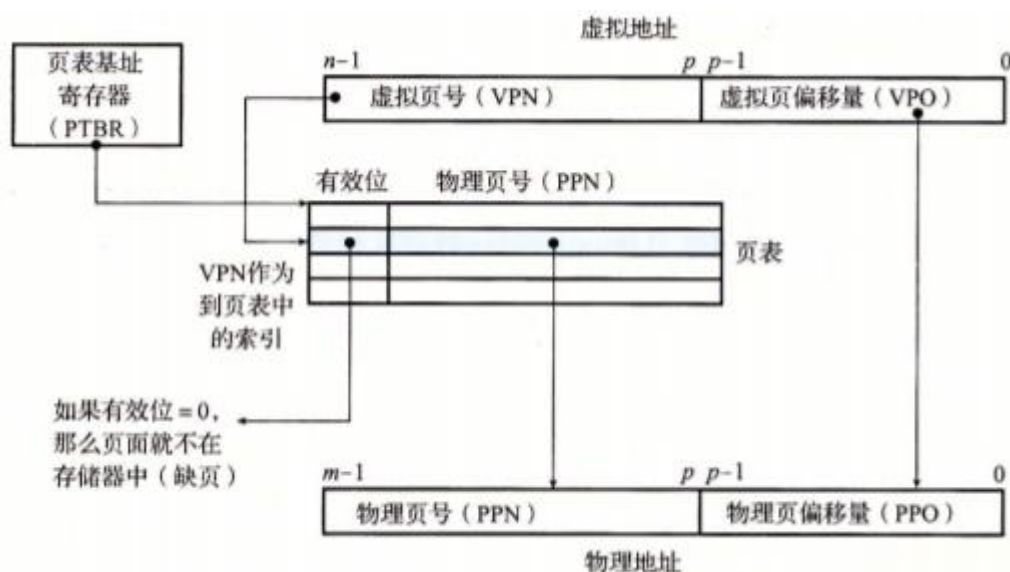 虚拟地址
页表基址
寄存器
（PTBR）
n-1
p
p-1
0
虚拟页号（VPN）
虚拟页偏移量（VPO）
有效位
物理页号（PPN）
页表
VPN作为
到页表中
的索引
如果有效位=0，
那么页面就不在
存储器中（缺页）
m-1
p
p-1
0
物理页号（PPN）
物理页偏移量（PPO）
物理地址